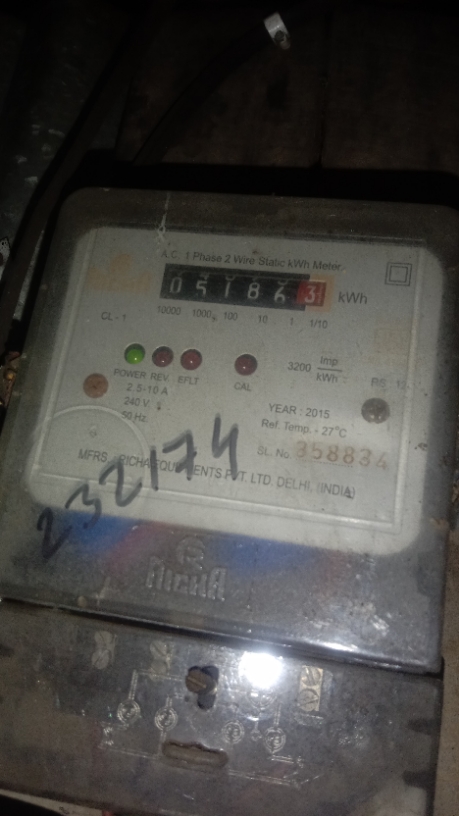 A.C. 1 Phase 2 Wire Static kWh Meter
051863 kWh
CL - 1 10000 1000 100 10 1 1/10
POWER REV. EFLT CAL
3200 Imp/kWh
2.5-10 A
240 V.
50 Hz.
YEAR : 2015
Ref. Temp. - 27°C
SL. No. 358834
MFRS. : RICHA EQUIPMENTS PVT. LTD. DELHI. (INDIA)
232174
RICHA